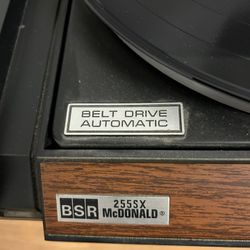 BELT DRIVE
AUTOMATIC
BSR 255SX
McDONALD®